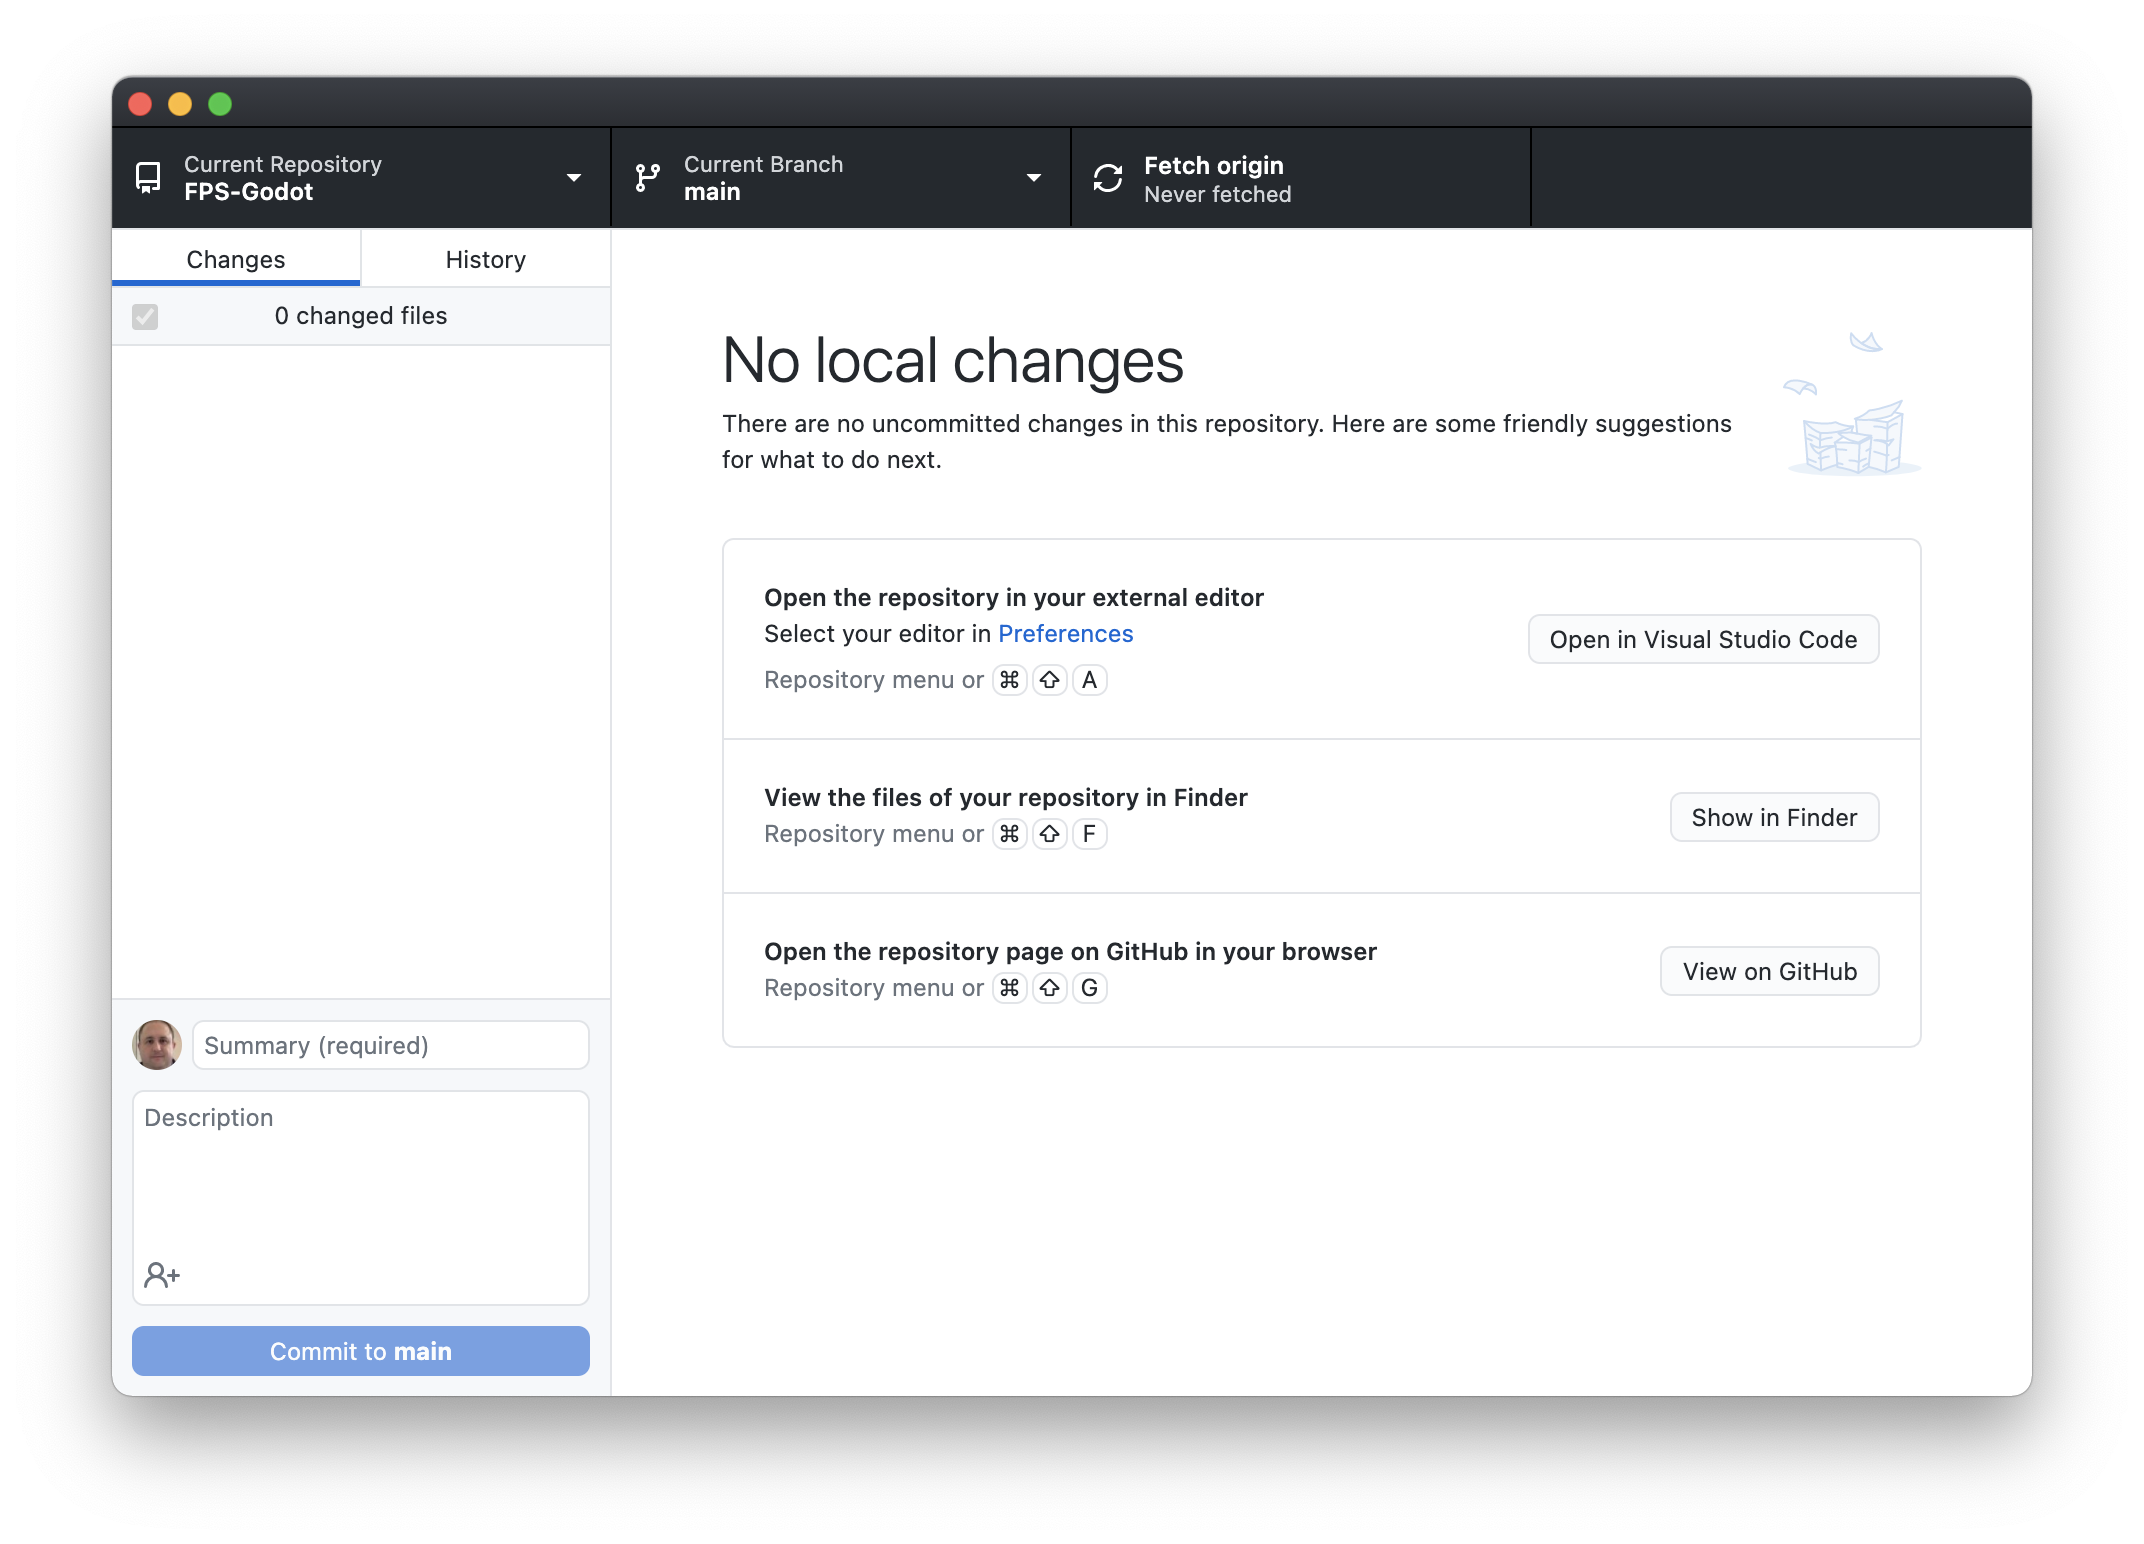 Current Repository
FPS-Godot
Current Branch
main
Fetch origin
Never fetched
Changes
History
0 changed files
No local changes
There are no uncommitted changes in this repository. Here are some friendly suggestions
for what to do next.
Open the repository in your external editor
Select your editor in Preferences
Repository menu or ⌘ ⇧ A
Open in Visual Studio Code
View the files of your repository in Finder
Repository menu or ⌘ ⇧ F
Show in Finder
Open the repository page on GitHub in your browser
Repository menu or ⌘ ⇧ G
View on GitHub
Summary (required)
Description
Commit to main